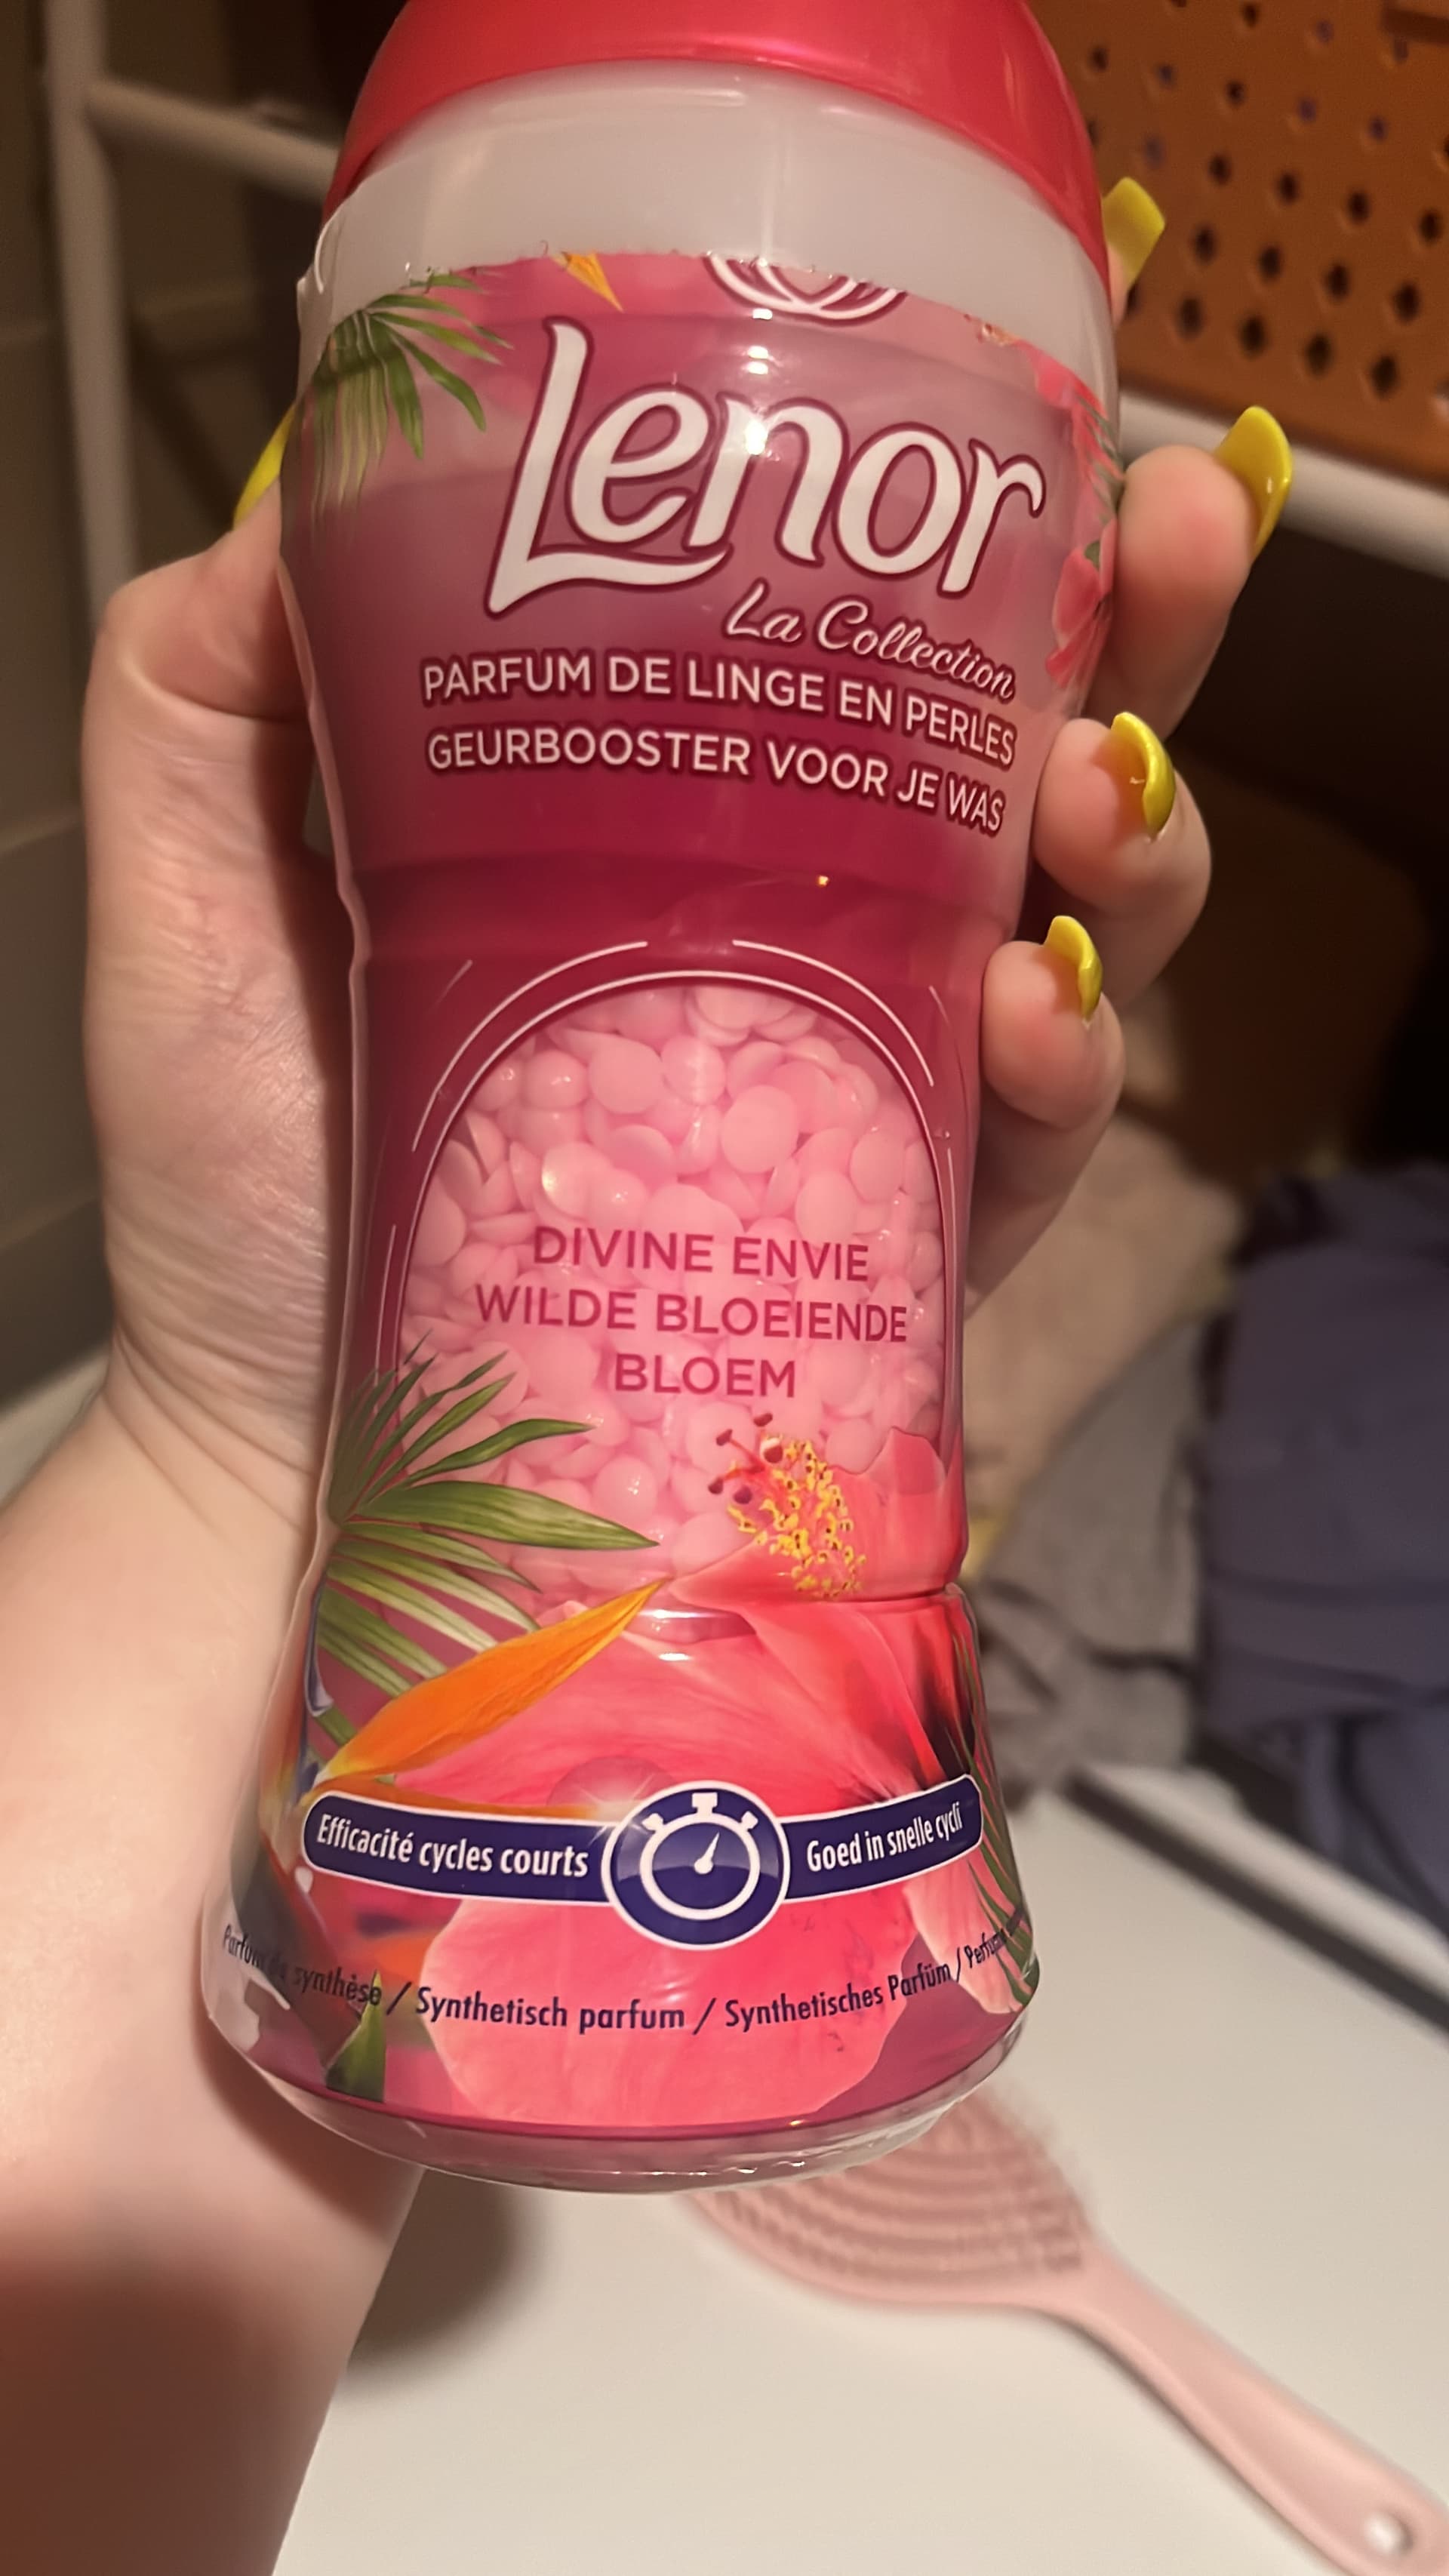 Lenor
La Collection
PARFUM DE LINGE EN PERLES
GEURBOOSTER VOOR JE WAS
DIVINE ENVIE
WILDE BLOEIENDE
BLOEM
Efficacité cycles courts
Goed in snelle cycli
synthèse / Synthetisch parfum / Synthetisches Parfüm /